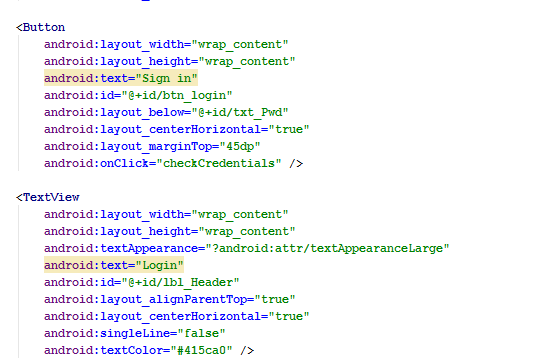 <Button
android:layout_width="wrap_content"
android:layout_height="wrap_content"
android:text="Sign in"
android:id="@+id/btn_login"
android:layout_below="@+id/txt_Pwd"
android:layout_centerHorizontal="true"
android:layout_marginTop="45dp"
android:onClick="checkCredentials" />
<TextView
android:layout_width="wrap_content"
android:layout_height="wrap_content"
android:textAppearance="?android:attr/textAppearanceLarge"
android:text="Login"
android:id="@+id/lbl_Header"
android:layout_alignParentTop="true"
android:layout_centerHorizontal="true"
android:singleLine="false"
android:textColor="#415ca0" />